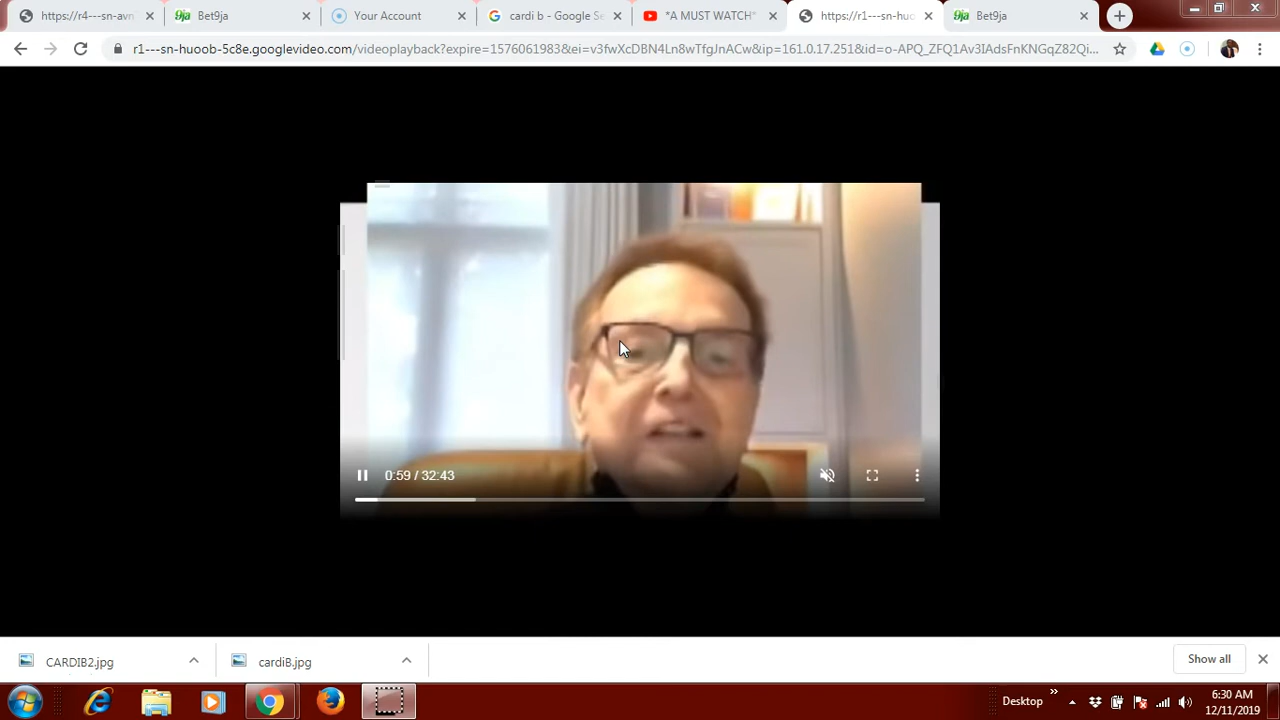 https://r4---sn-avn
Bet9ja
Your Account
cardi b - Google Se
*A MUST WATCH*
https://r1---sn-huo
Bet9ja
r1---sn-huoob-5c8e.googlevideo.com/videoplayback?expire=1576061983&ei=v3fwXcDBN4Ln8wTfgJnACw&ip=161.0.17.251&id=o-APQ_ZFQ1Av3IAdsFnKNGqZ82Qi...
0:59 / 32:43
CARDIB2.jpg
cardiB.jpg
Show all
Desktop
6:30 AM
12/11/2019